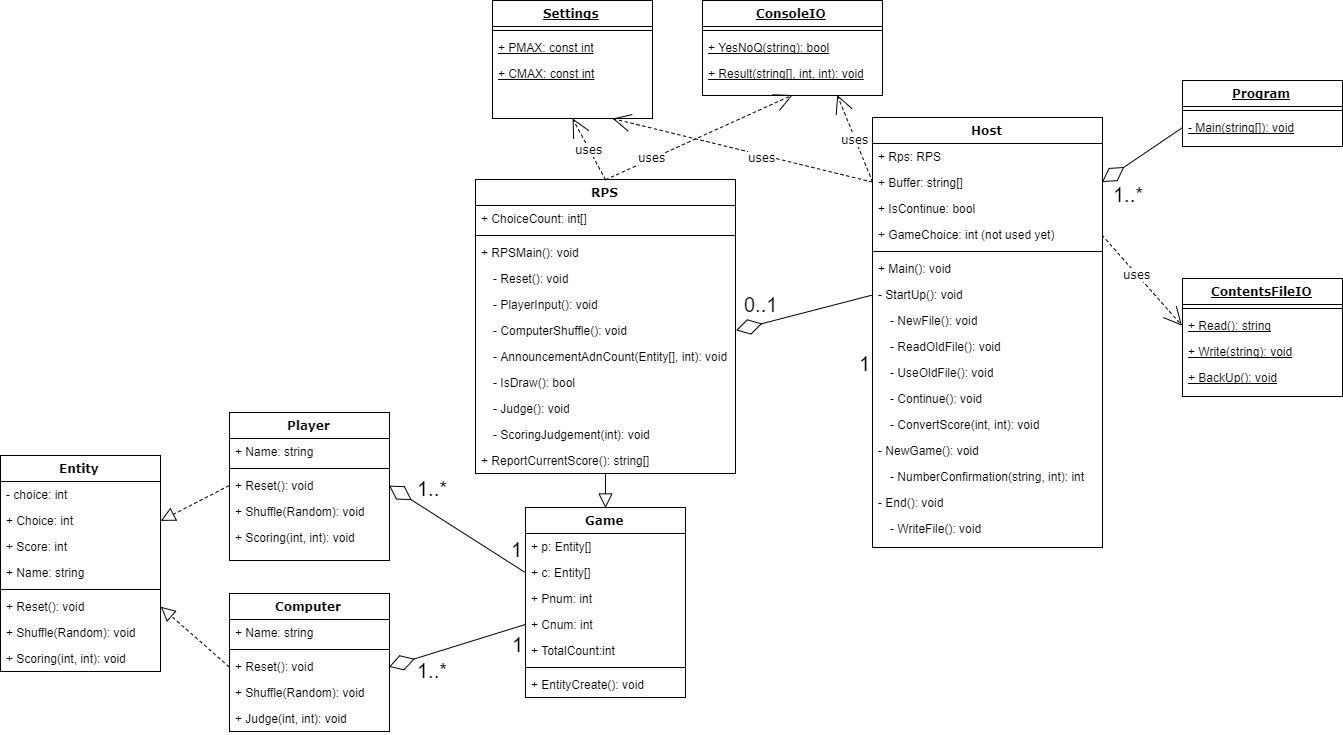 Settings
+ PMAX: const int
+ CMAX: const int
ConsoleIO
+ YesNoQ(string): bool
+ Result(string[], int, int): void
Program
- Main(string[]): void
Host
+ Rps: RPS
+ Buffer: string[]
+ IsContinue: bool
+ GameChoice: int (not used yet)
+ Main(): void
- StartUp(): void
- NewFile(): void
- ReadOldFile(): void
- UseOldFile(): void
- Continue(): void
- ConvertScore(int, int): void
- NewGame(): void
- NumberConfirmation(string, int): int
- End(): void
- WriteFile(): void
uses
uses
uses
uses
1..*
uses
RPS
+ ChoiceCount: int[]
+ RPSMain(): void
- Reset(): void
- PlayerInput(): void
- ComputerShuffle(): void
- AnnouncementAdnCount(Entity[], int): void
- IsDraw(): bool
- Judge(): void
- ScoringJudgement(int): void
+ ReportCurrentScore(): string[]
0..1
1
ContentsFileIO
+ Read(): string
+ Write(string): void
+ BackUp(): void
Player
+ Name: string
+ Reset(): void
+ Shuffle(Random): void
+ Scoring(int, int): void
1..*
1
Entity
- choice: int
+ Choice: int
+ Score: int
+ Name: string
+ Reset(): void
+ Shuffle(Random): void
+ Scoring(int, int): void
Game
+ p: Entity[]
+ c: Entity[]
+ Pnum: int
+ Cnum: int
+ TotalCount:int
+ EntityCreate(): void
Computer
+ Name: string
+ Reset(): void
+ Shuffle(Random): void
+ Judge(int, int): void
1..*
1